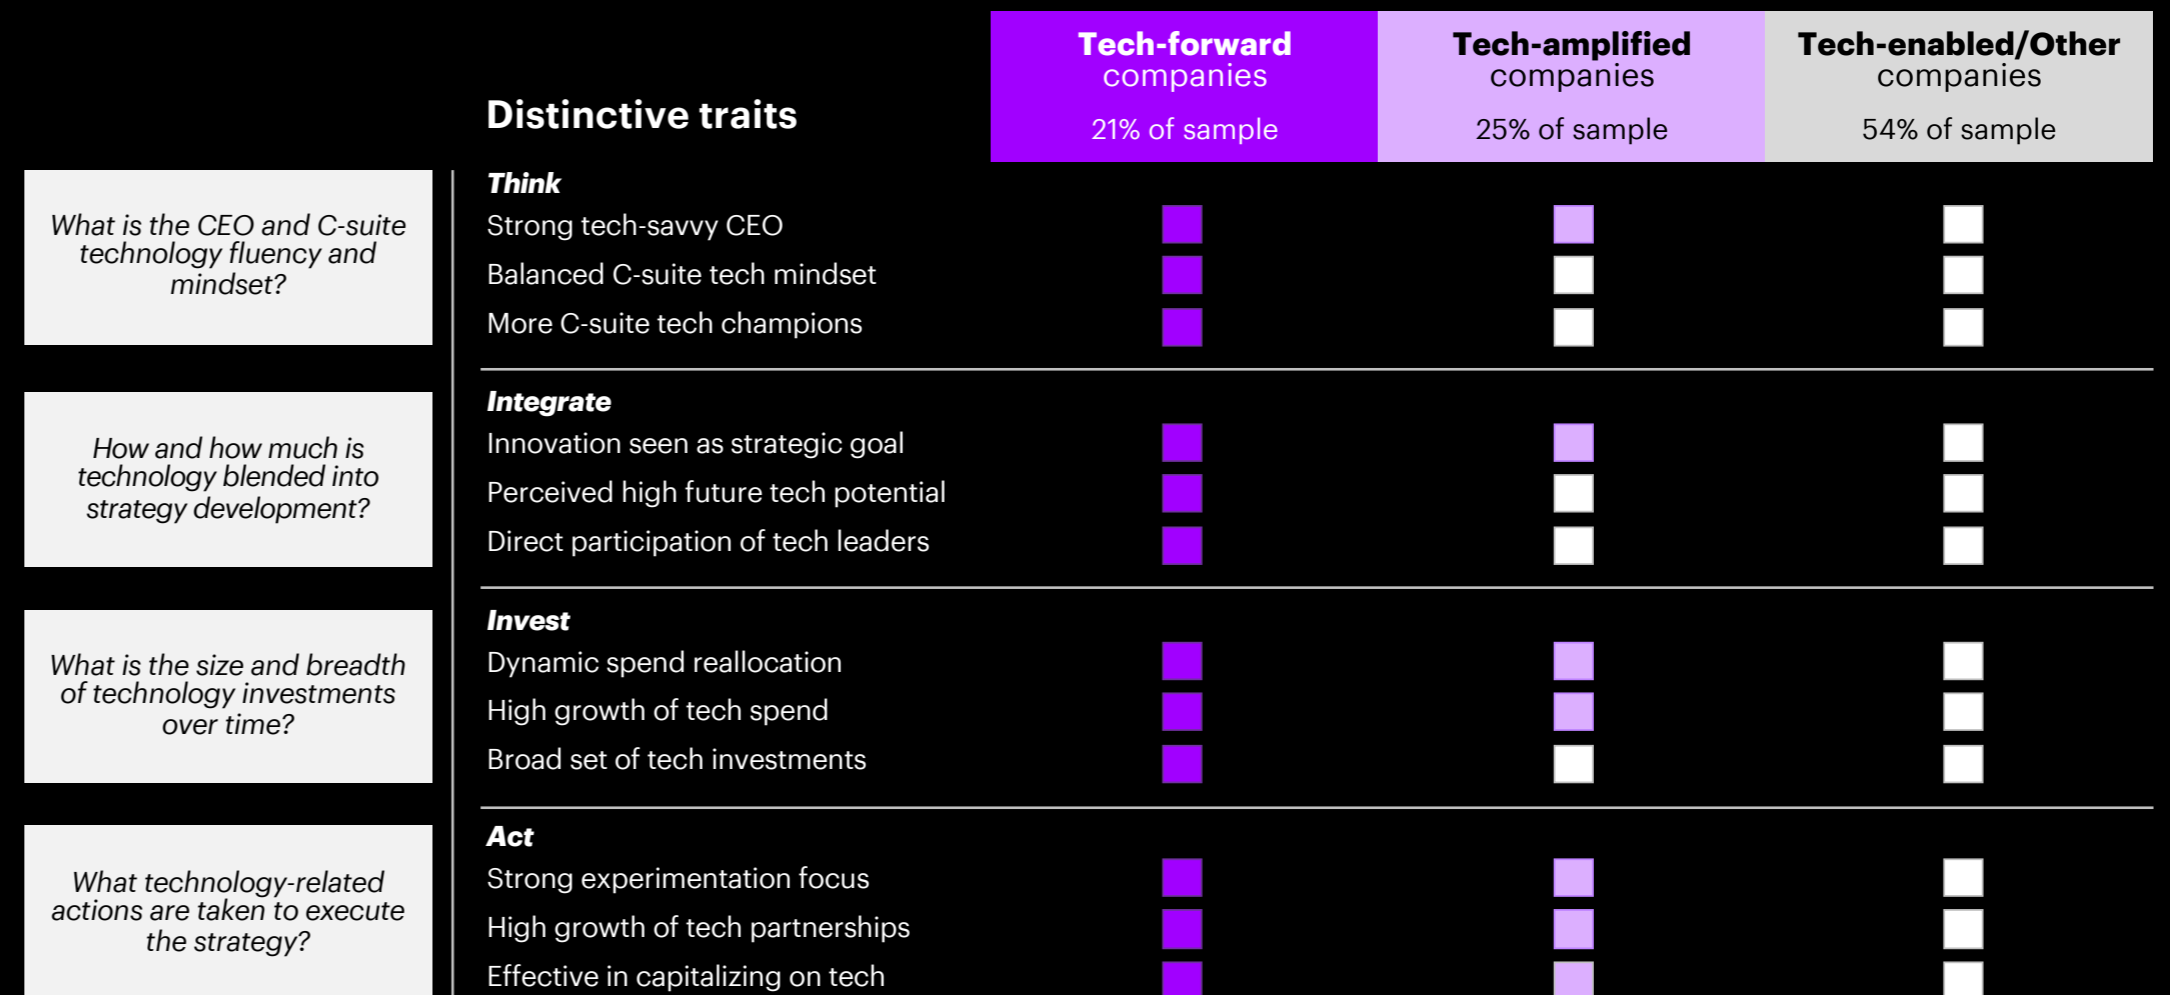 Tech-forward
companies
21% of sample
Tech-amplified
companies
25% of sample
Tech-enabled/Other
companies
54% of sample
Distinctive traits
What is the CEO and C-suite
technology fluency and
mindset?
Think
Strong tech-savvy CEO
Balanced C-suite tech mindset
More C-suite tech champions
How and how much is
technology blended into
strategy development?
Integrate
Innovation seen as strategic goal
Perceived high future tech potential
Direct participation of tech leaders
What is the size and breadth
of technology investments
over time?
Invest
Dynamic spend reallocation
High growth of tech spend
Broad set of tech investments
What technology-related
actions are taken to execute
the strategy?
Act
Strong experimentation focus
High growth of tech partnerships
Effective in capitalizing on tech